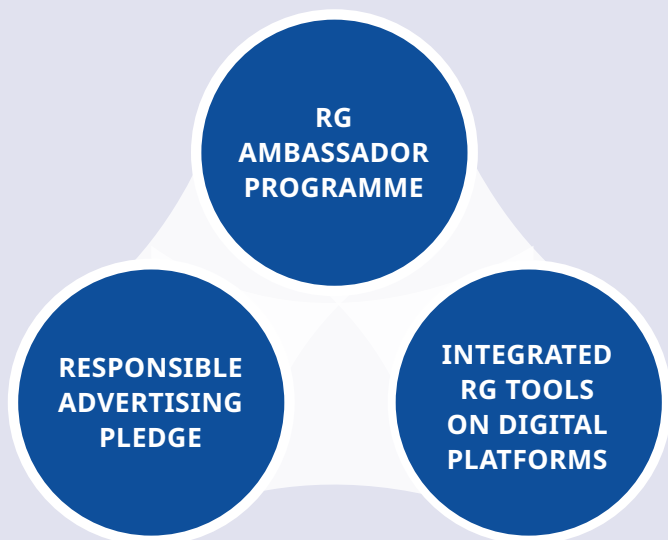 RG
AMBASSADOR
PROGRAMME
RESPONSIBLE
ADVERTISING
PLEDGE
INTEGRATED
RG TOOLS
ON DIGITAL
PLATFORMS